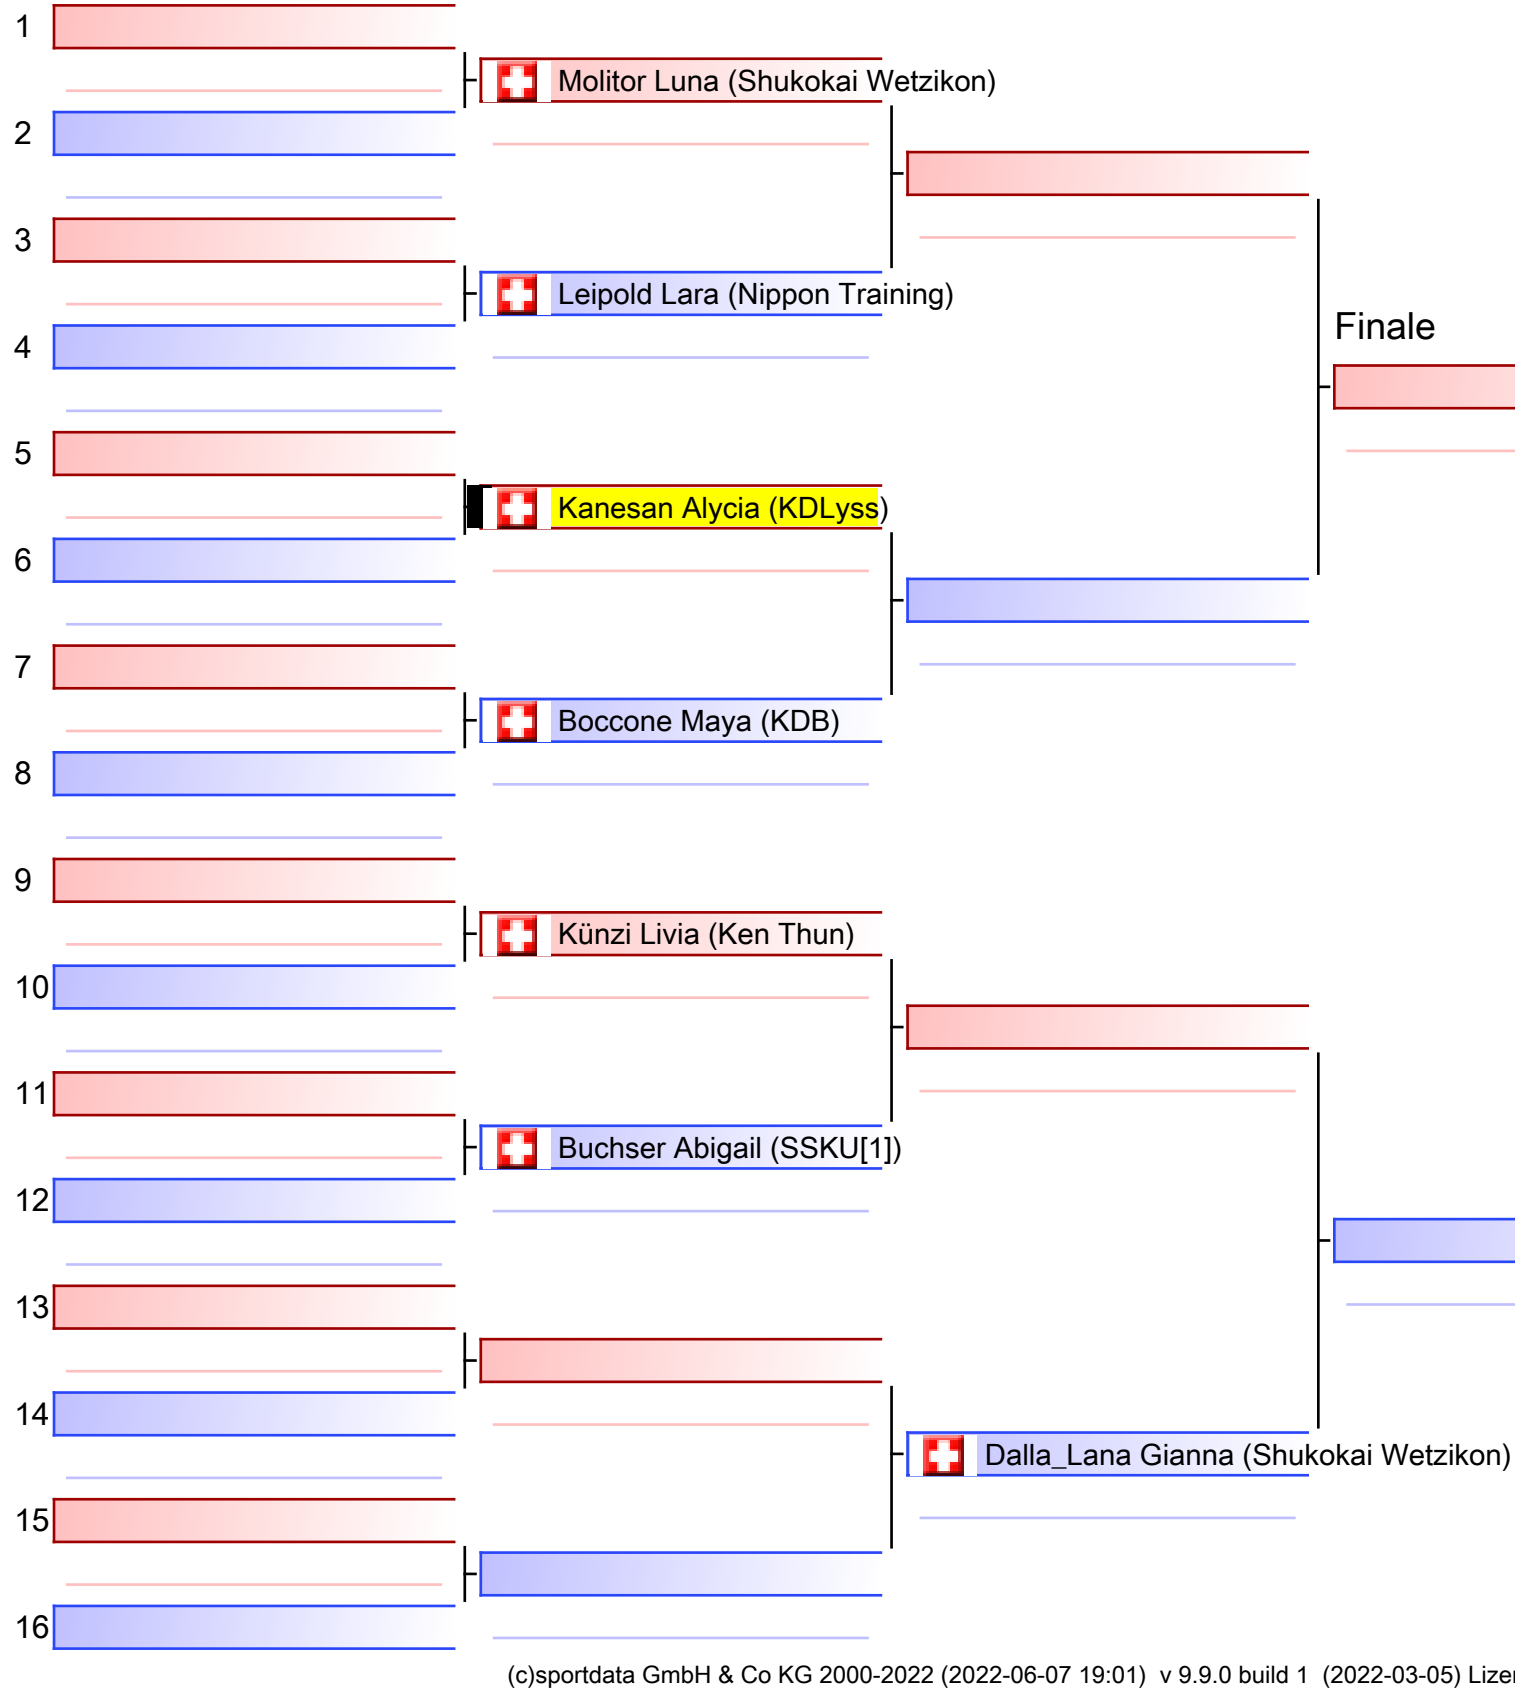 1
Molitor Luna (Shukokai Wetzikon)
2
3
Leipold Lara (Nippon Training)
Finale
4
5
Kanesan Alycia (KDLyss)
6
7
Boccone Maya (KDB)
8
9
Künzi Livia (Ken Thun)
10
11
Buchser Abigail (SSKU[1])
12
13
14
Dalla_Lana Gianna (Shukokai Wetzikon)
15
16
(c)sportdata GmbH & Co KG 2000-2022 (2022-06-07 19:01) v 9.9.0 build 1 (2022-03-05) Lizen